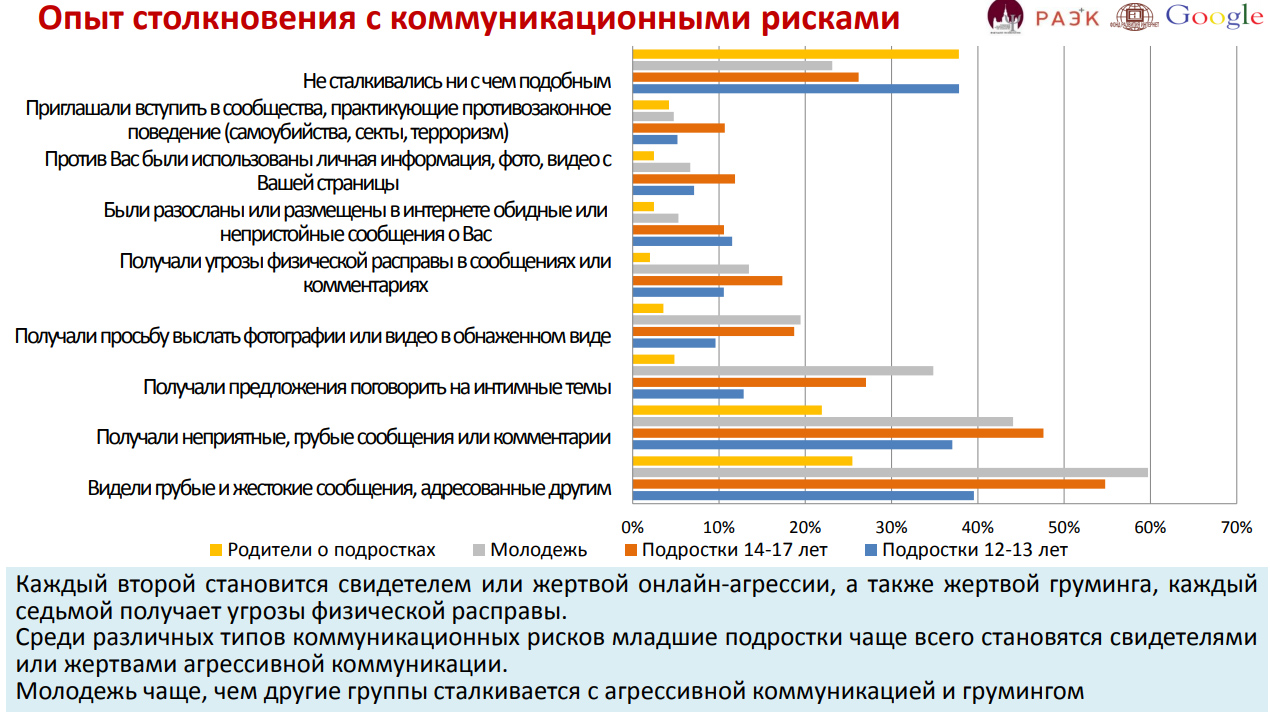 Опыт столкновения с коммуникационными рисками
РАЭК
Google
Не сталкивались ни с чем подобным
Приглашали вступить в сообщества, практикующие противозаконное
поведение (самоубийства, секты, терроризм)
Против Вас были использованы личная информация, фото, видео с
Вашей страницы
Были разосланы или размещены в интернете обидные или
непристойные сообщения о Вас
Получали угрозы физической расправы в сообщениях или
комментариях
Получали просьбу выслать фотографии или видео в обнаженном виде
Получали предложения поговорить на интимные темы
Получали неприятные, грубые сообщения или комментарии
Видели грубые и жестокие сообщения, адресованные другим
0% 10% 20% 30% 40% 50% 60% 70%
Родители о подростках Молодежь Подростки 14-17 лет Подростки 12-13 лет
Каждый второй становится свидетелем или жертвой онлайн-агрессии, а также жертвой груминга, каждый
седьмой получает угрозы физической расправы.
Среди различных типов коммуникационных рисков младшие подростки чаще всего становятся свидетелями
или жертвами агрессивной коммуникации.
Молодежь чаще, чем другие группы сталкивается с агрессивной коммуникацией и грумингом